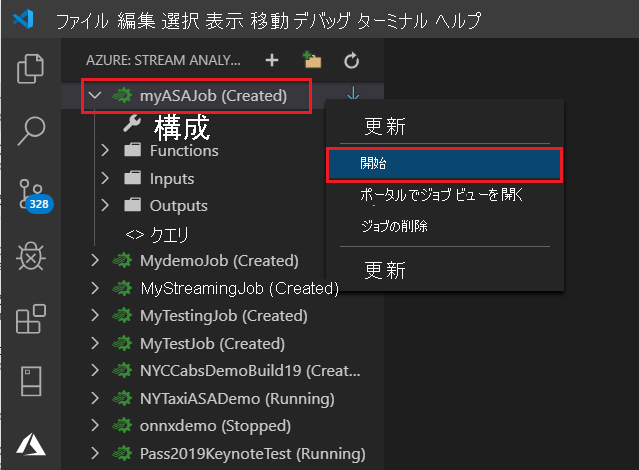 ファイル 編集 選択 表示 移動 デバッグ ターミナル ヘルプ
AZURE: STREAM ANALY...
myASAJob (Created)
構成
Functions
Inputs
Outputs
<> クエリ
MydemoJob (Created)
MyStreamingJob (Created)
MyTestingJob (Created)
MyTestJob (Created)
NYCCabsDemoBuild19 (Creat...
NYTaxiASADemo (Running)
onnxdemo (Stopped)
Pass2019KeynoteTest (Running)
更新
開始
ポータルでジョブ ビューを開く
ジョブの削除
更新
328